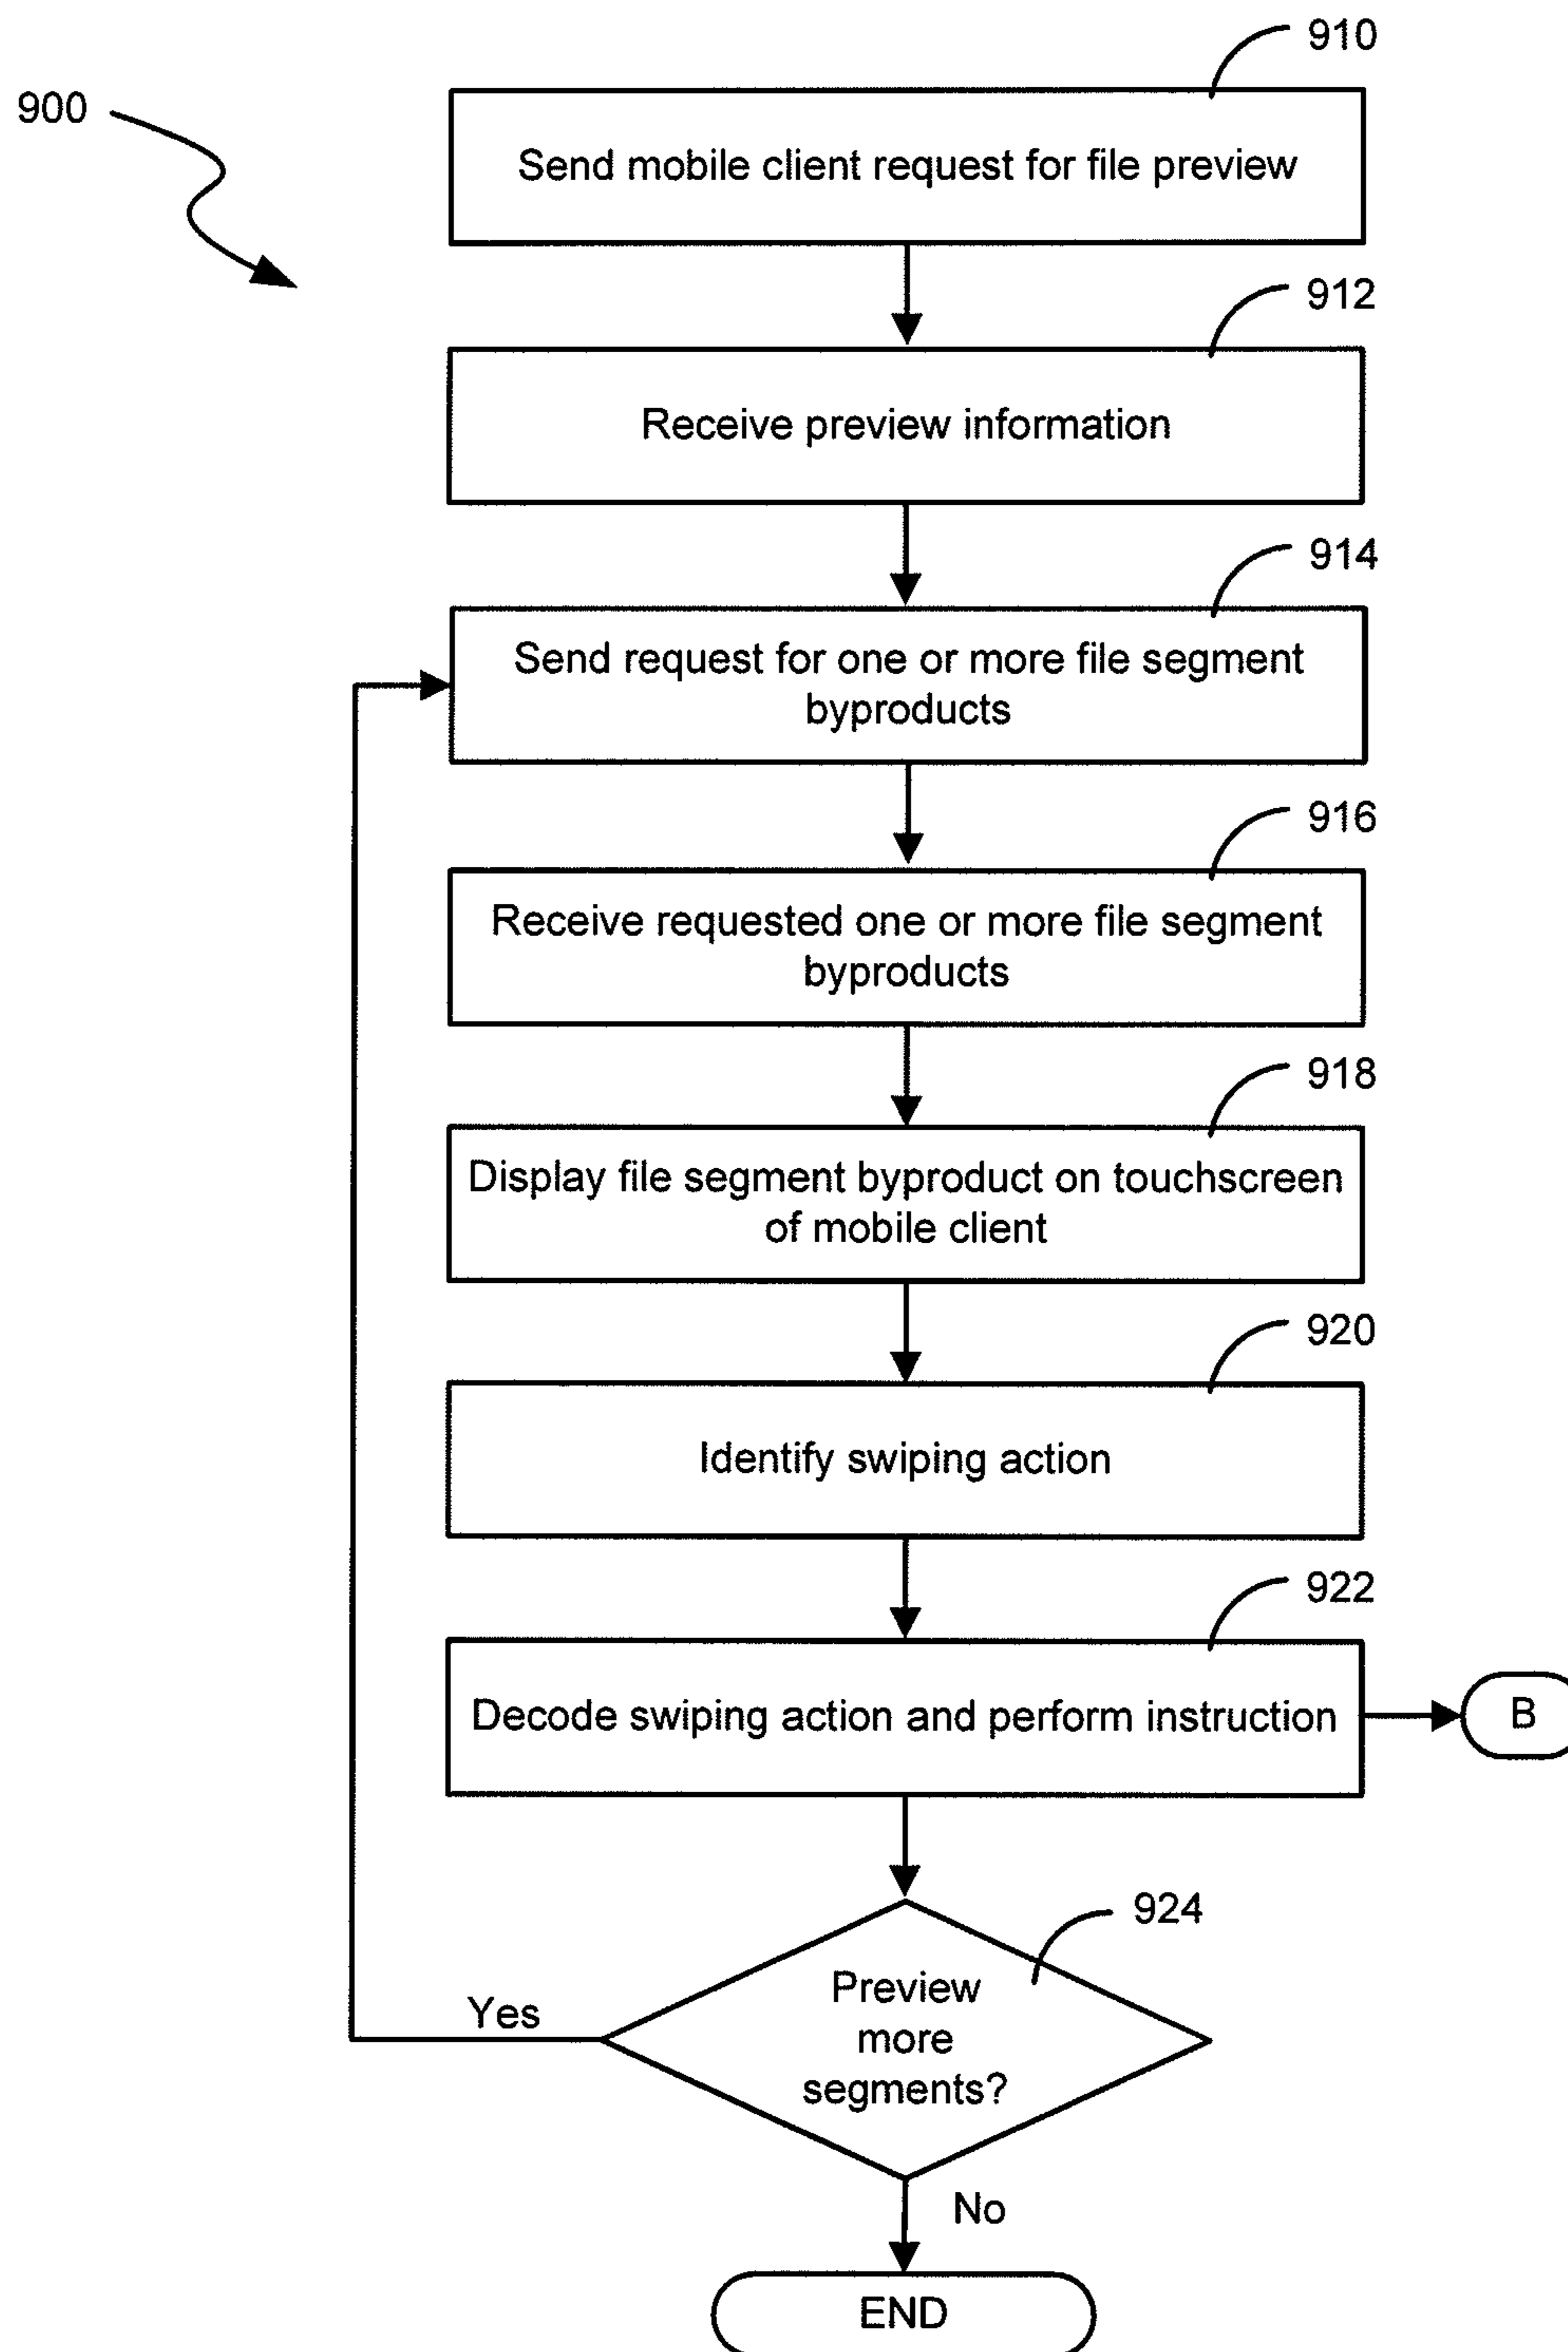 910
900
Send mobile client request for file preview
912
Receive preview information
914
Send request for one or more file segment
byproducts
916
Receive requested one or more file segment
byproducts
918
Display file segment byproduct on touchscreen
of mobile client
920
Identify swiping action
922
Decode swiping action and perform instruction
B
924
Preview
more
segments?
Yes
No
END